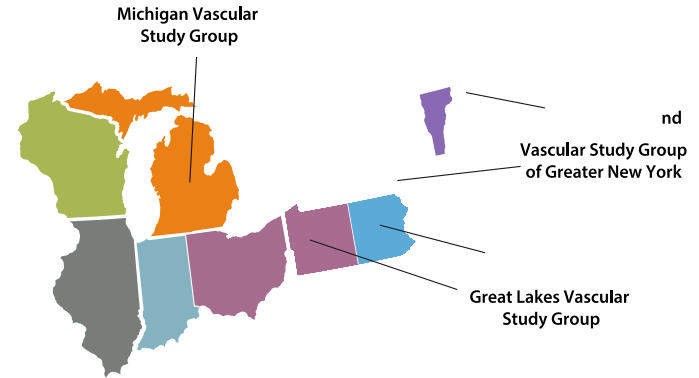 Michigan Vascular
Study Group
nd
Vascular Study Group
of Greater New York
Great Lakes Vascular
Study Group